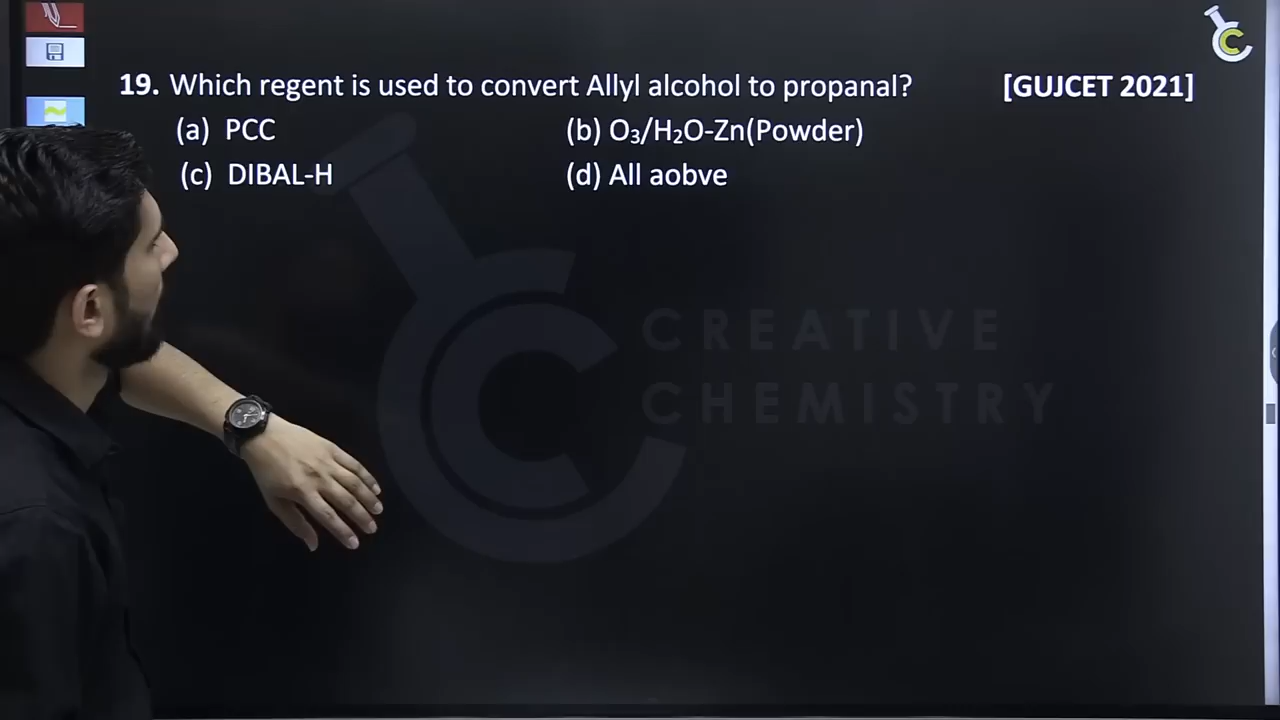 19. Which regent is used to convert Allyl alcohol to propanal? [GUJCET 2021]
(a) PCC (b) O₃/H₂O-Zn(Powder)
(c) DIBAL-H (d) All aobve
CREATIVE
CHEMISTRY